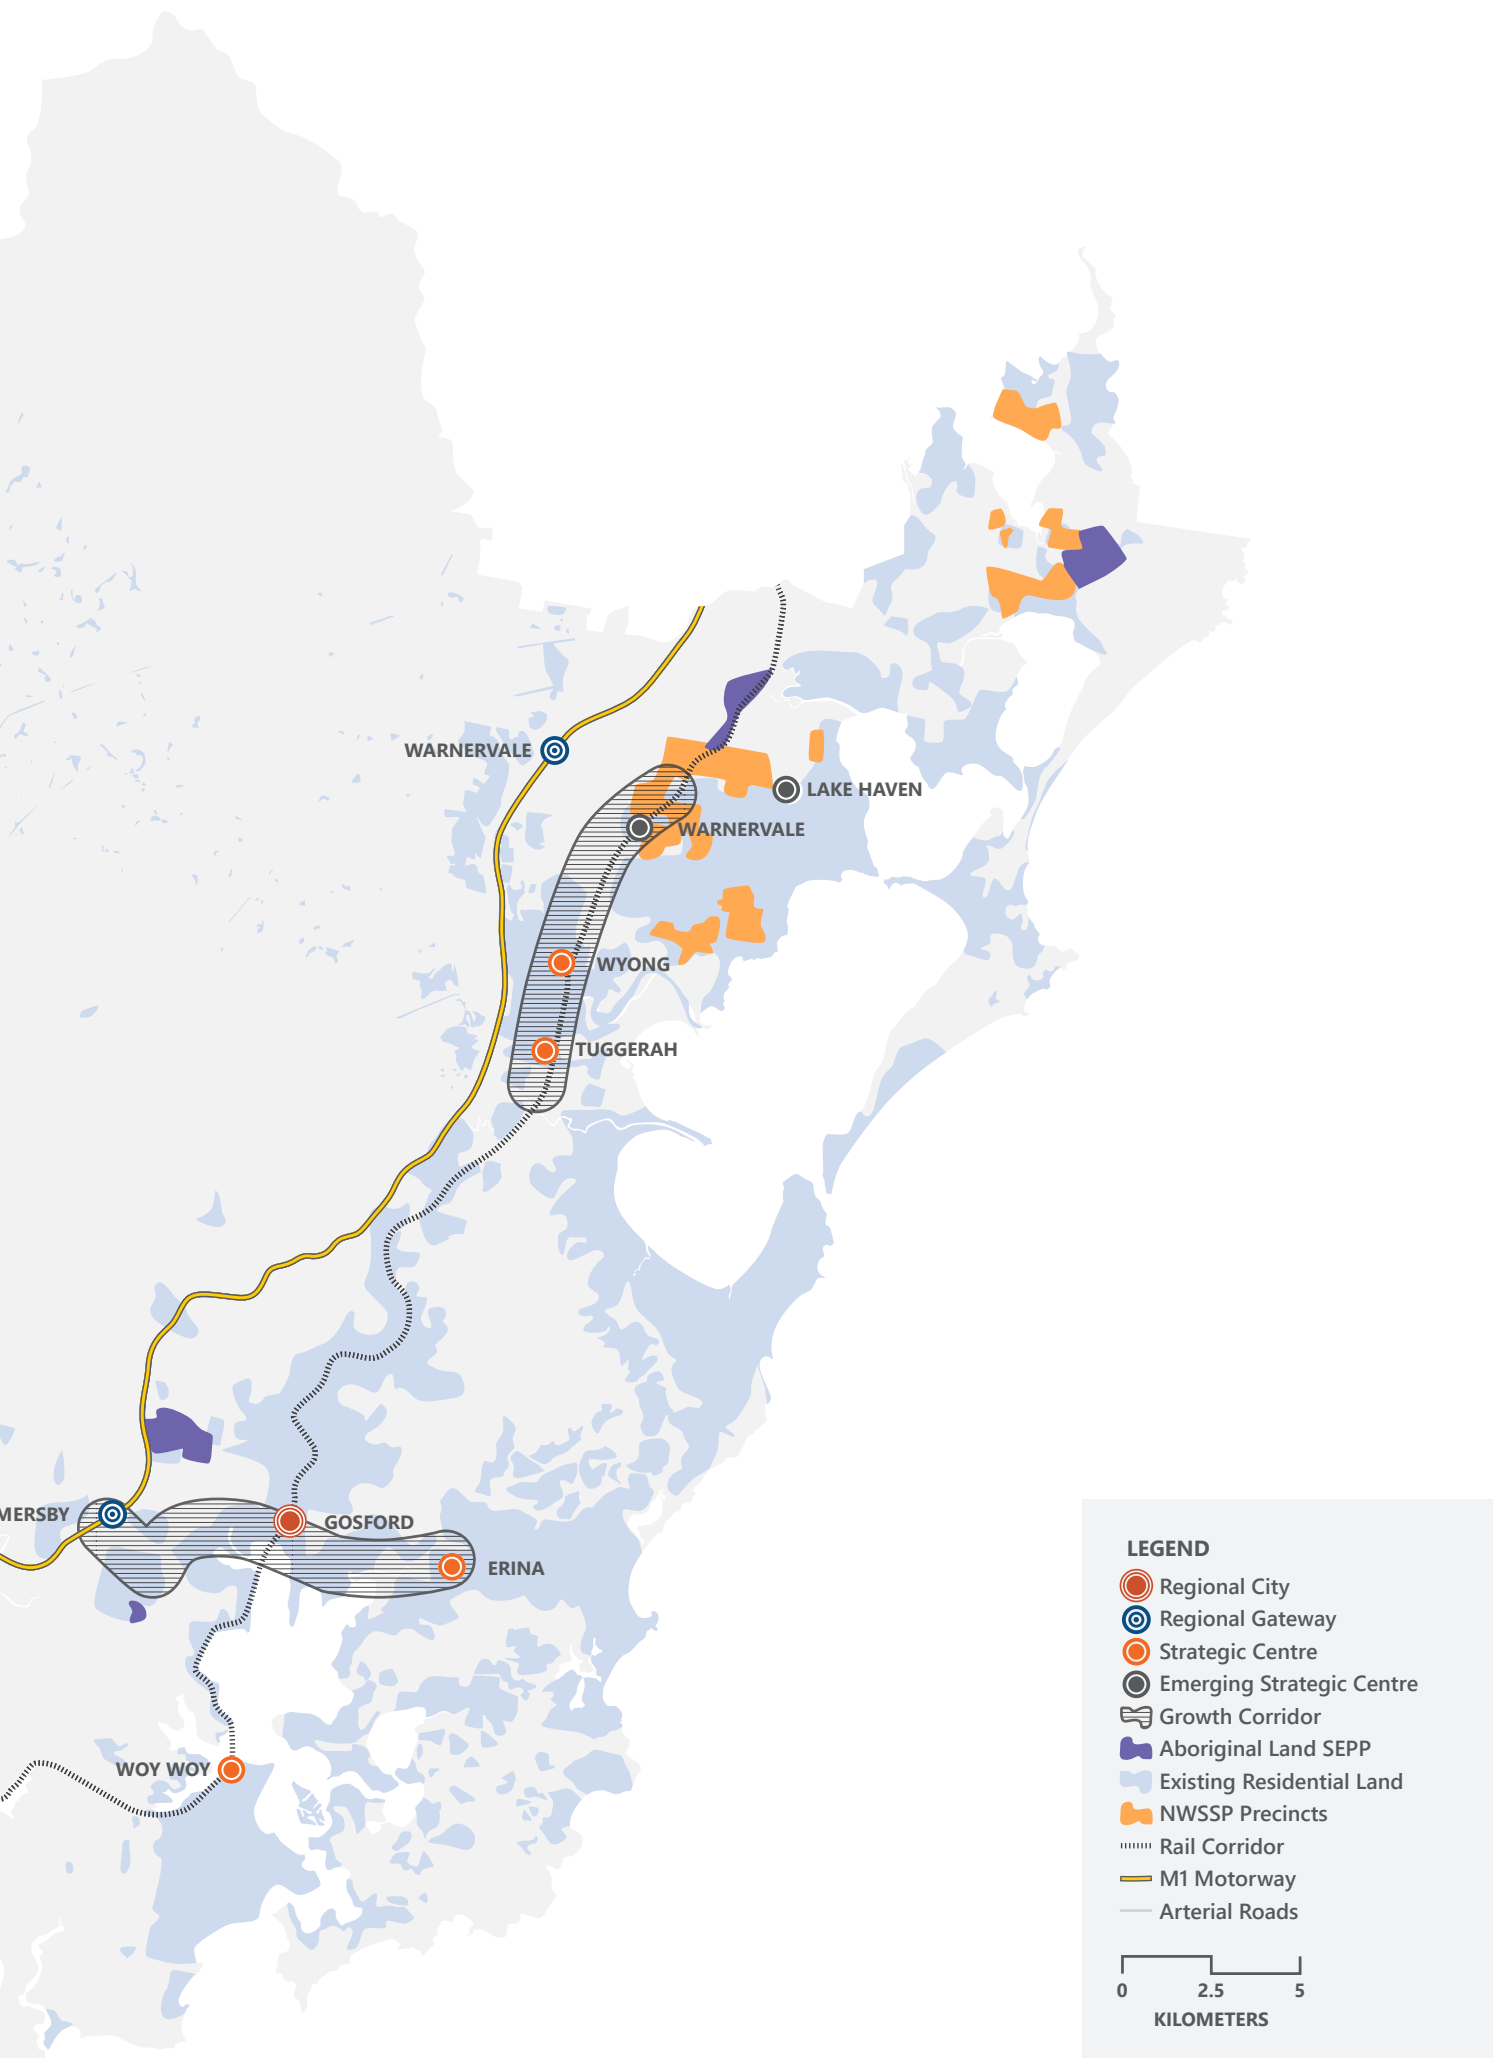 WARNERVALE
LAKE HAVEN
WARNERVALE
WYONG
TUGGERAH
MERSBY
GOSFORD
ERINA
WOY WOY
LEGEND
Regional City
Regional Gateway
Strategic Centre
Emerging Strategic Centre
Growth Corridor
Aboriginal Land SEPP
Existing Residential Land
NWSSP Precincts
Rail Corridor
M1 Motorway
Arterial Roads
0 2.5 5
KILOMETERS